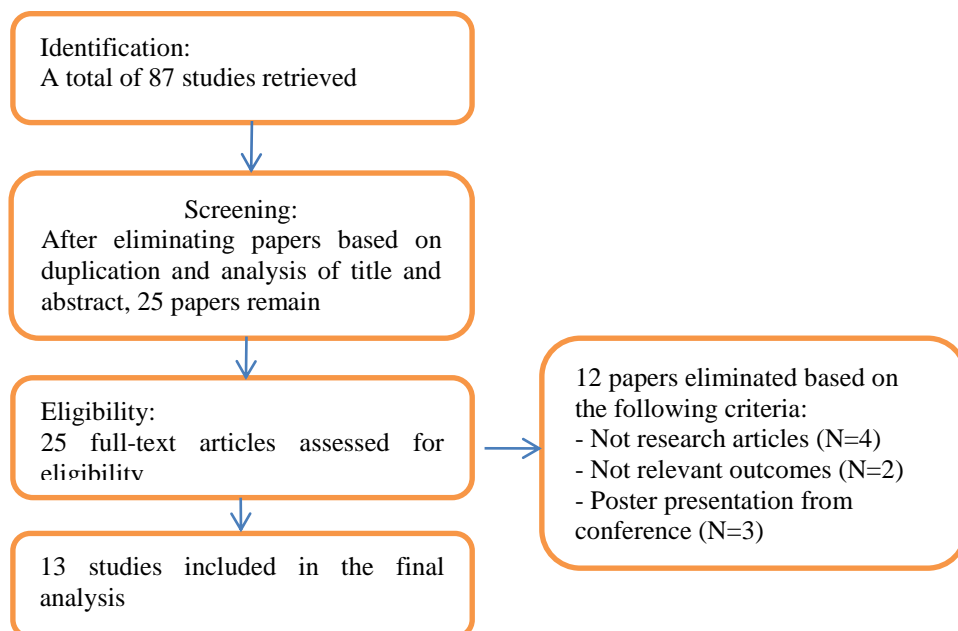 Identification:
A total of 87 studies retrieved
Screening:
After eliminating papers based on
duplication and analysis of title and
abstract, 25 papers remain
Eligibility:
25 full-text articles assessed for
eligibility
12 papers eliminated based on
the following criteria:
- Not research articles (N=4)
- Not relevant outcomes (N=2)
- Poster presentation from
conference (N=3)
13 studies included in the final
analysis